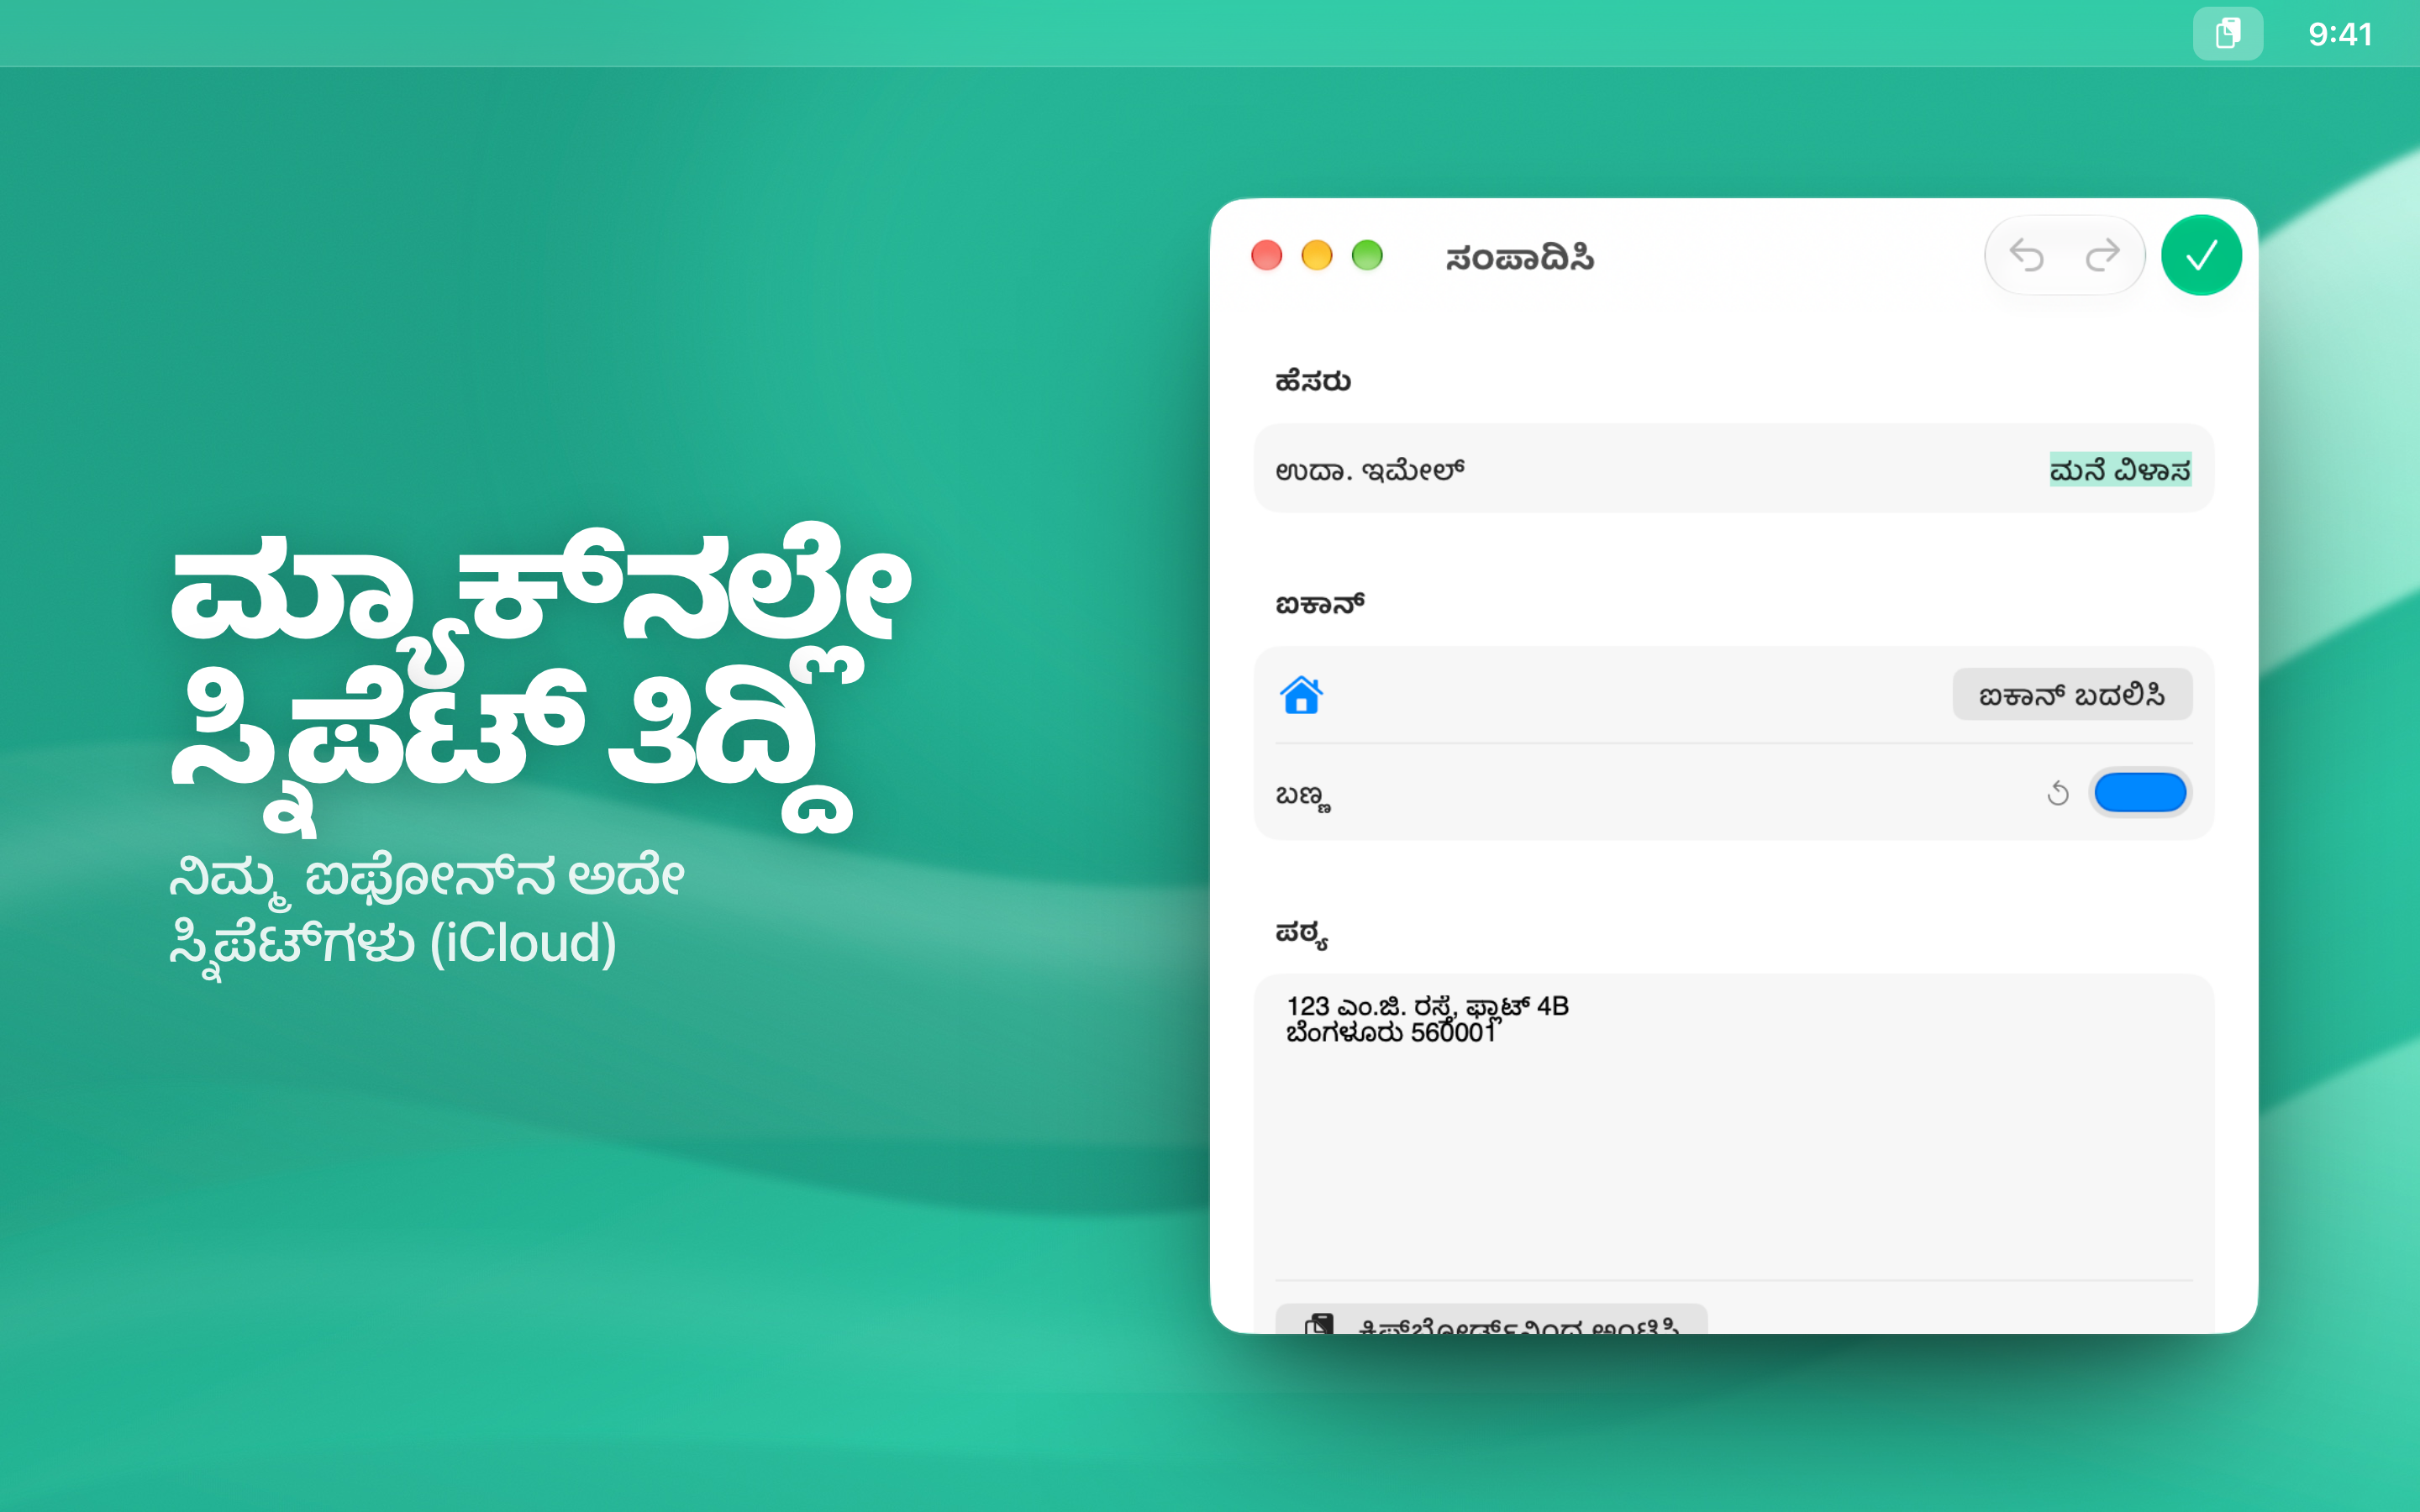 9:41
ಮ್ಯಾಕ್‌ನಲ್ಲೇ
ಸ್ನಿಪೆಟ್ ತಿದ್ದಿ
ನಿಮ್ಮ ಐಫೋನ್‌ನ ಅದೇ
ಸ್ನಿಪೆಟ್‌ಗಳು (iCloud)
ಸಂಪಾದಿಸಿ
ಹೆಸರು
ಉದಾ. ಇಮೇಲ್ ಮನೆ ವಿಳಾಸ
ಐಕಾನ್
ಐಕಾನ್ ಬದಲಿಸಿ
ಬಣ್ಣ
ಪಠ್ಯ
123 ಎಂ.ಜಿ. ರಸ್ತೆ, ಫ್ಲಾಟ್ 4B
ಬೆಂಗಳೂರು 560001